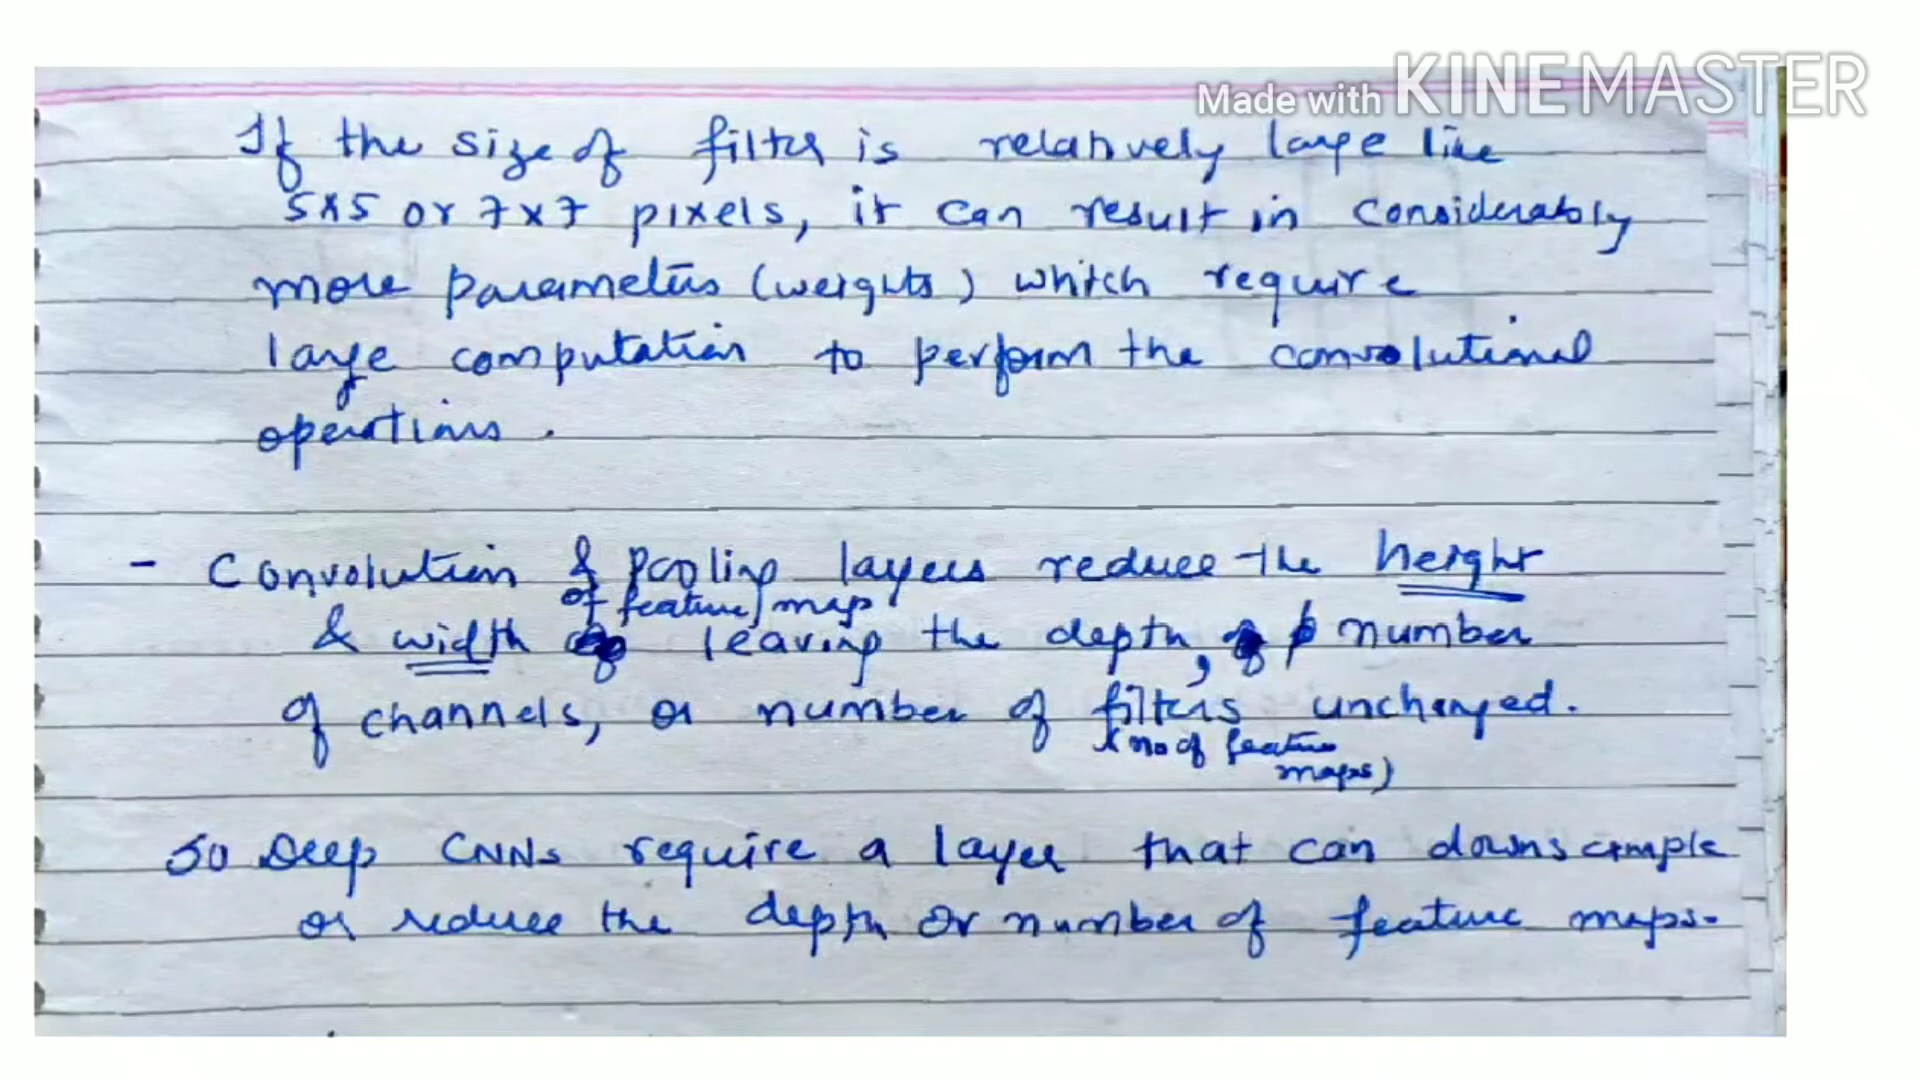 Made with KINEMASTER
If the size of filter is relatively large like
5x5 or 7x7 pixels, it can result in considerably
more parameters (weights) which require
large computation to perform the convolutional
operations.
- Convolution & pooling layers reduce the height
of feature map
& width leaving the depth, number
of channels, or number of filters unchanged.
(no of feature
maps)
So Deep CNNs require a layer that can downsample
or reduce the depth or number of feature maps.